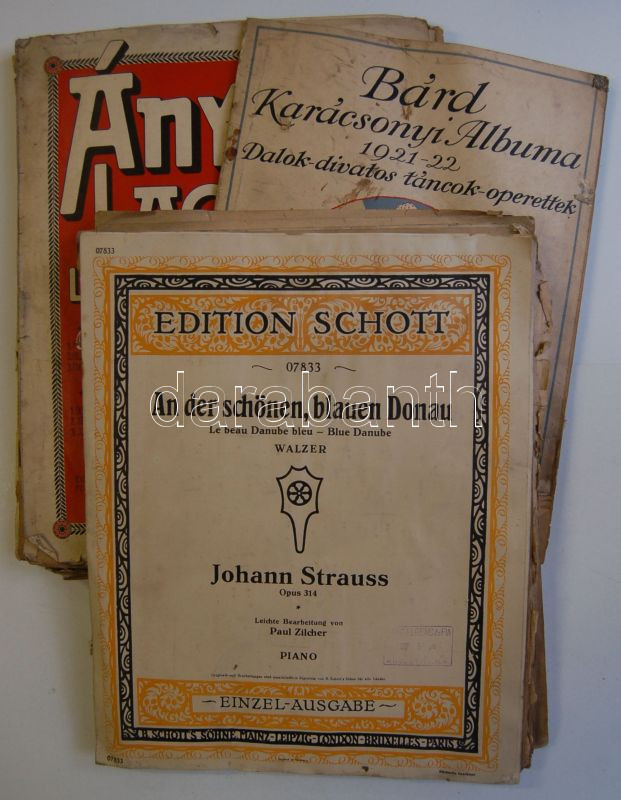 ÁNY
LAC
Bárd
Karácsonyi Albuma
1921-22
Dalok-divatos táncok-operettek
07833
EDITION SCHOTT
~ 07833 ~
An der schönen, blauen Donau
Le beau Danube bleu – Blue Danube
WALZER
darabanth
Johann Strauss
Opus 314
*
Leichte Bearbeitung von
Paul Zilcher
PIANO
~EINZEL-AUSGABE~
B. SCHOTT'S SÖHNE, MAINZ-LEIPZIG-LONDON-BRUXELLES-PARIS
07833